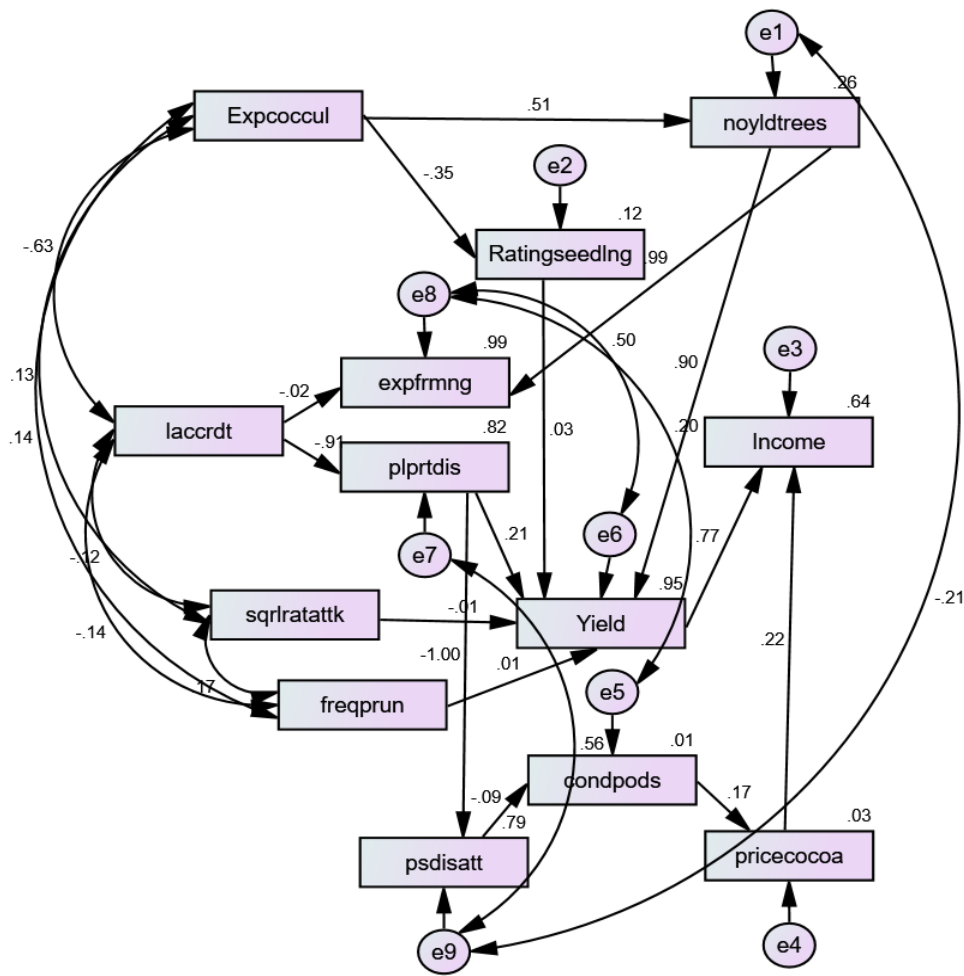 e1
.26
Expcoccul
.51
noyldtrees
e2
-.35
.12
Ratingseedlng
.99
-.63
e8
.50
e3
.99
expfrmng
.90
.13
-.02
.64
laccrdt
.82
.03
.20
Income
.14
-.91
plprtdis
e6
.21
.77
e7
-.12
.95
sqrlratattk
-.01
Yield
-.21
-.14
-1.00
.01
.22
.17
freqprun
e5
.56
.01
condpods
-.09
.17
.79
.03
psdisatt
pricecocoa
e9
e4